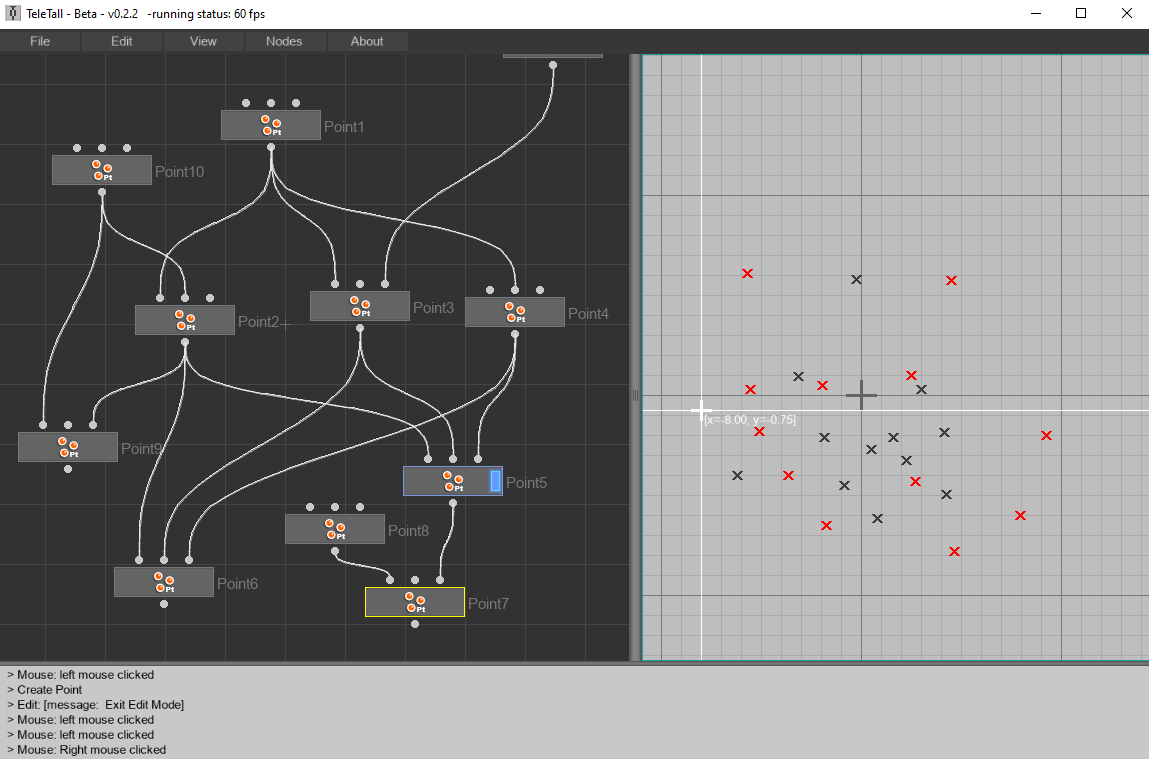 TeleTall - Beta - v0.2.2   -running status: 60 fps
File Edit View Nodes About
Point1
Pt
Point10
Pt
Point3
Pt
Point4
Pt
Point2
Pt
Point9
Pt
Point5
Pt
Point8
Pt
Point6
Pt
Point7
Pt
[x=-8.00, y=-0.75]
> Mouse: left mouse clicked
> Create Point
> Edit: [message:  Exit Edit Mode]
> Mouse: left mouse clicked
> Mouse: left mouse clicked
> Mouse: Right mouse clicked